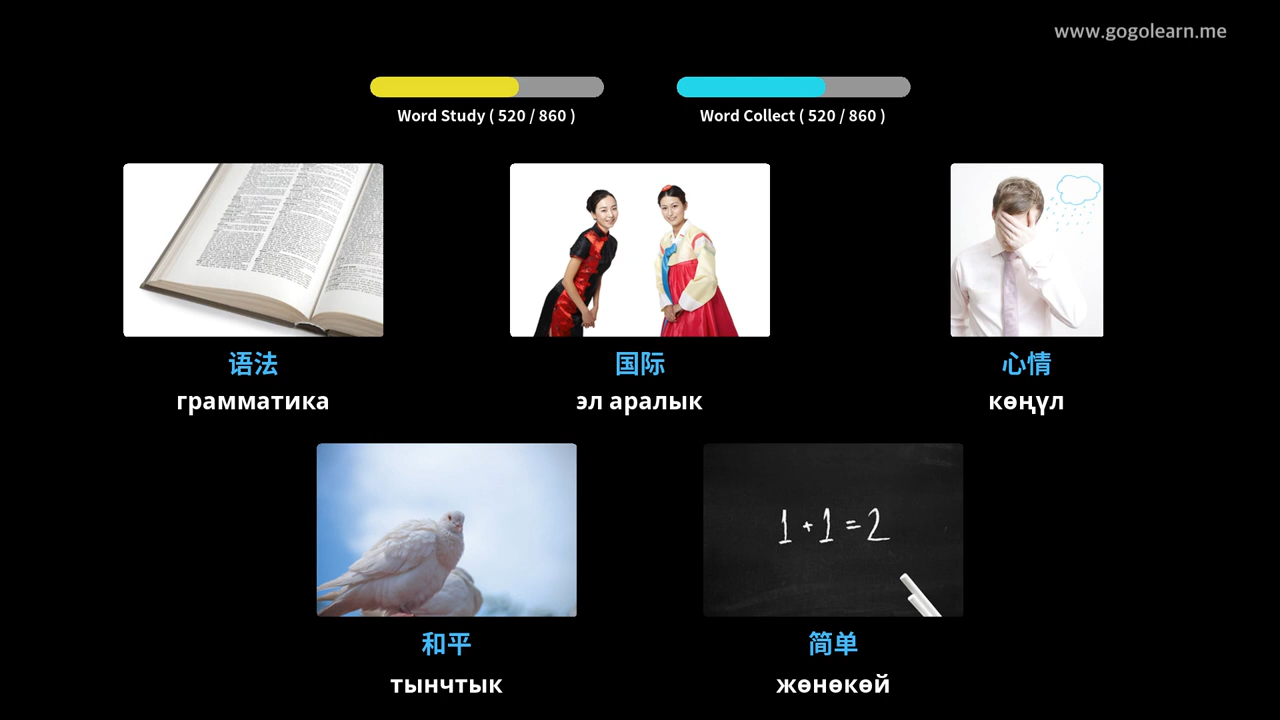 www.gogolearn.me
Word Study ( 520 / 860 )
Word Collect ( 520 / 860 )
语法
грамматика
国际
эл аралык
心情
көңүл
和平
тынчтык
1 + 1 = 2
简单
жөнөкөй